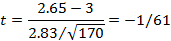 t = (2.65 − 3) / (2.83/√170) = −1/61